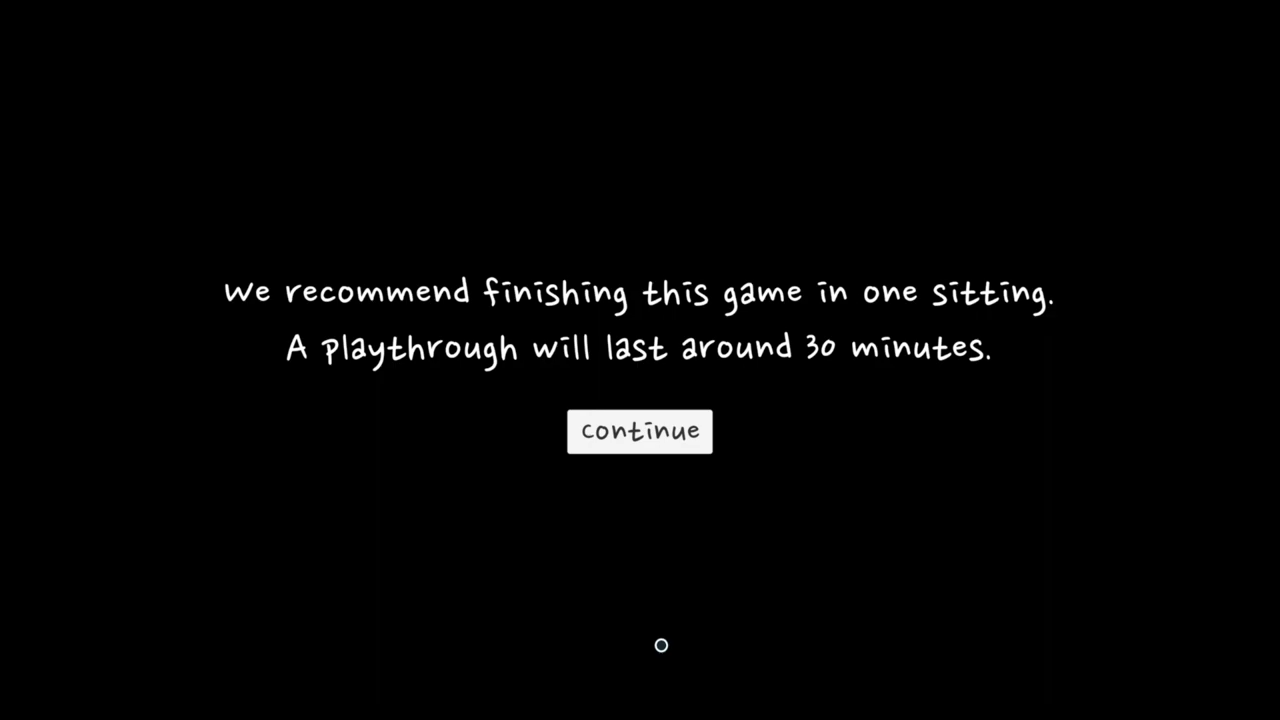 We recommend finishing this game in one sitting.
A playthrough will last around 30 minutes.
continue